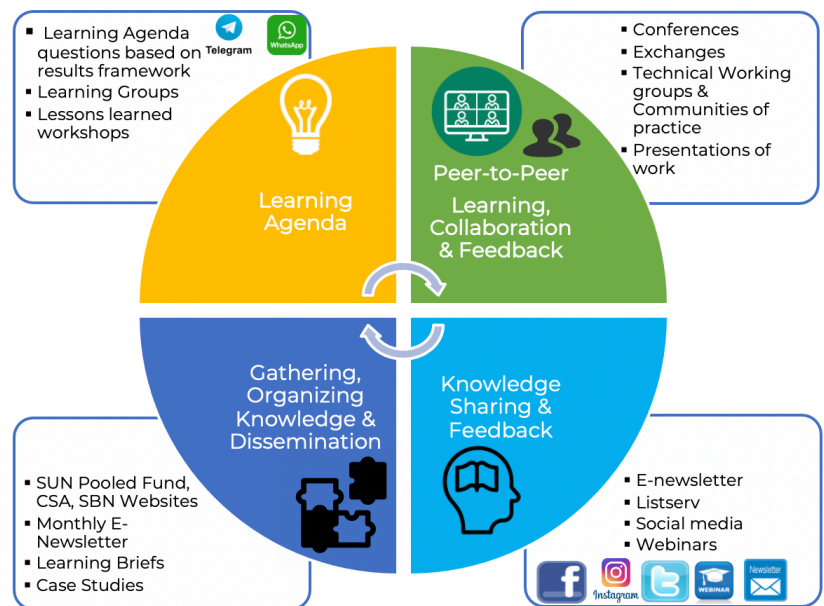 ▪ Learning Agenda
questions based on
results framework
▪ Learning Groups
▪ Lessons learned
workshops
Telegram
WhatsApp
▪ Conferences
▪ Exchanges
▪ Technical Working
groups &
Communities of
practice
▪ Presentations of
work
Learning
Agenda
Peer-to-Peer
Learning,
Collaboration
& Feedback
Gathering,
Organizing
Knowledge &
Dissemination
Knowledge
Sharing &
Feedback
▪ SUN Pooled Fund,
CSA, SBN Websites
▪ Monthly E-
Newsletter
▪ Learning Briefs
▪ Case Studies
▪ E-newsletter
▪ Listserv
▪ Social media
▪ Webinars
f
Instagram
WEBINAR
Newsletter